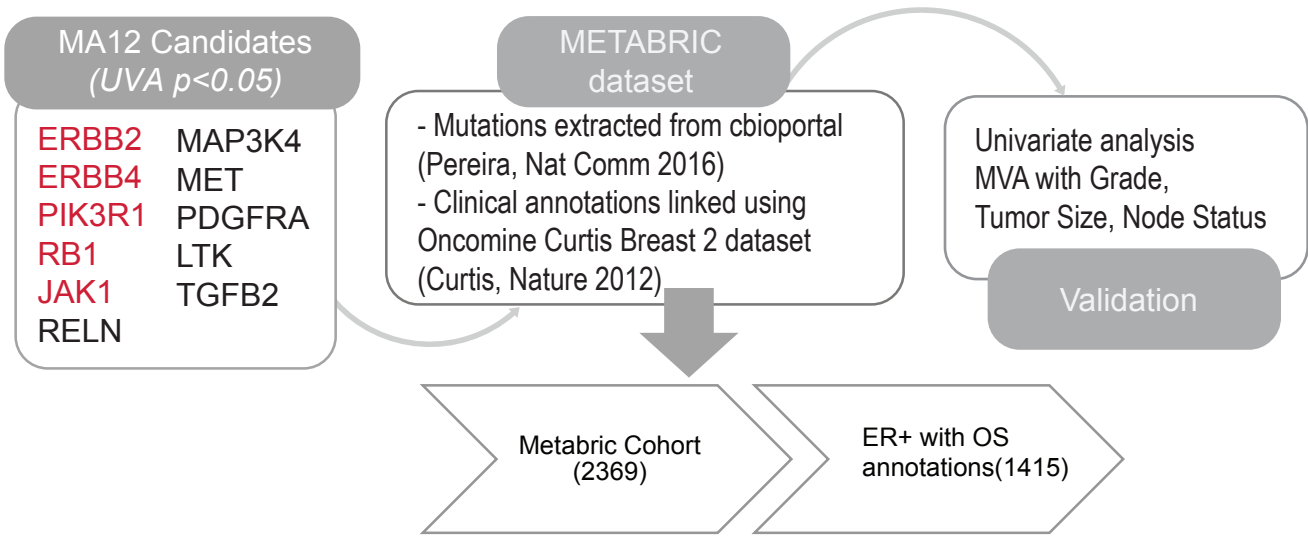 MA12 Candidates
(UVA p<0.05)
ERBB2
ERBB4
PIK3R1
RB1
JAK1
RELN
MAP3K4
MET
PDGFRA
LTK
TGFB2
METABRIC
dataset
- Mutations extracted from cbioportal
(Pereira, Nat Comm 2016)
- Clinical annotations linked using
Oncomine Curtis Breast 2 dataset
(Curtis, Nature 2012)
Univariate analysis
MVA with Grade,
Tumor Size, Node Status
Validation
Metabric Cohort
(2369)
ER+ with OS
annotations(1415)